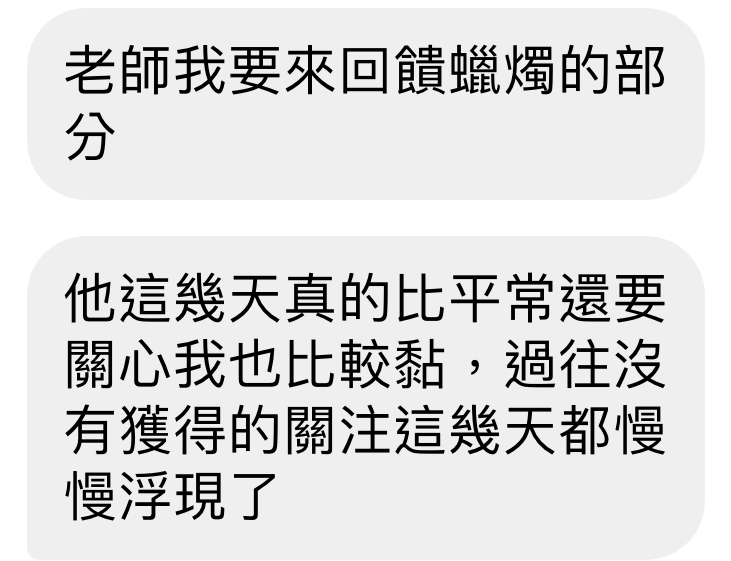 老師我要來回饋蠟燭的部
分
他這幾天真的比平常還要
關心我也比較黏，過往沒
有獲得的關注這幾天都慢
慢浮現了